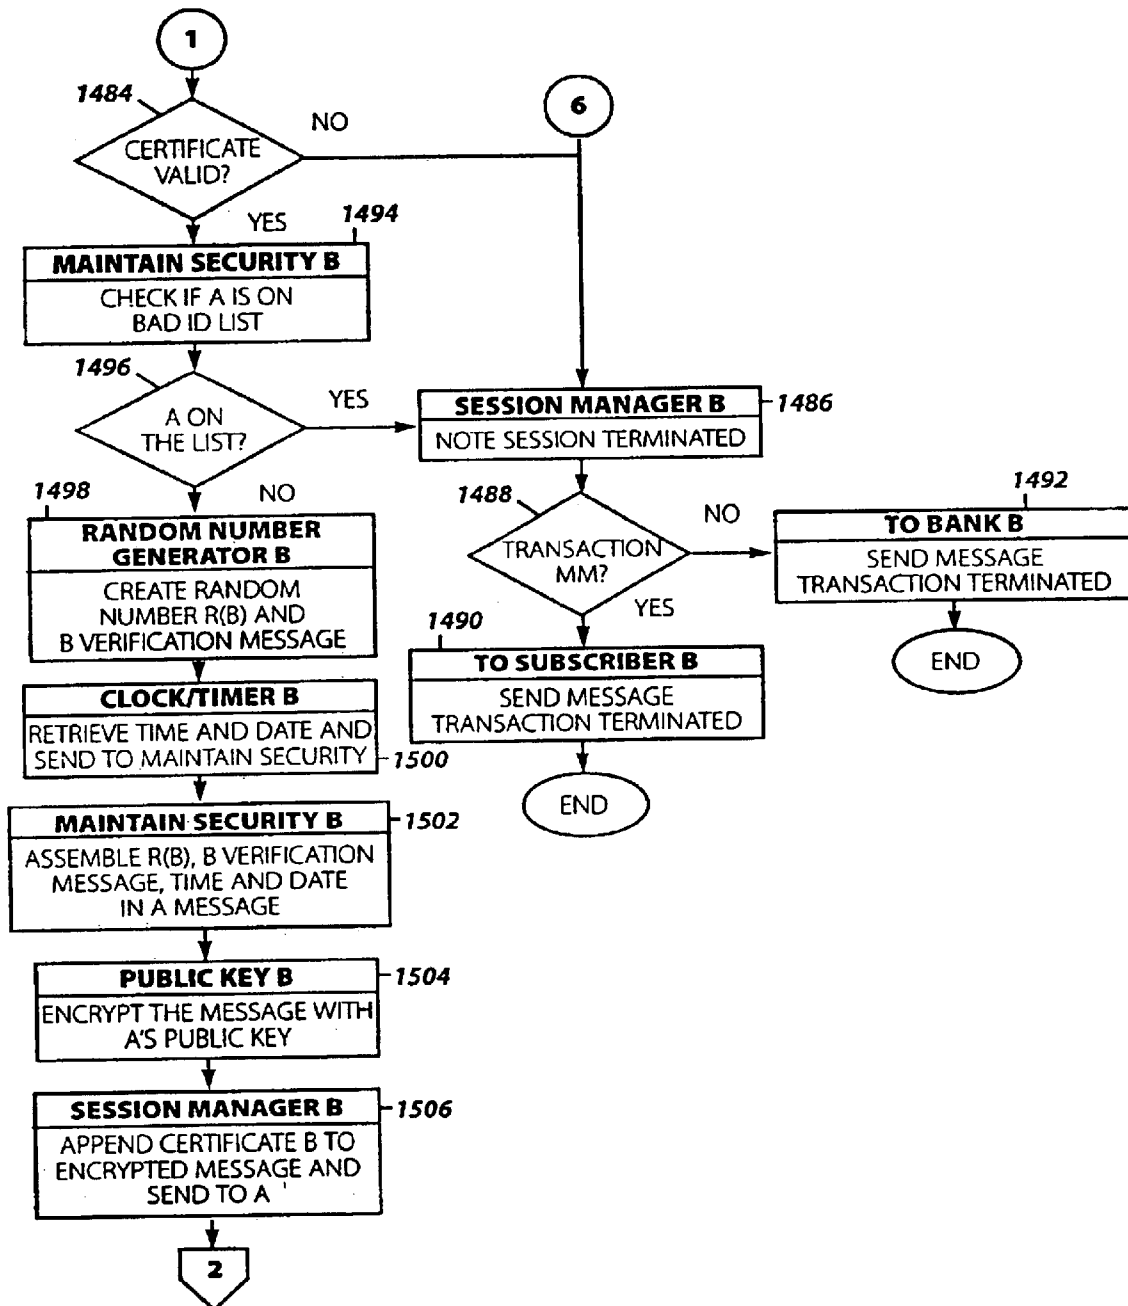 1
1484
CERTIFICATE
VALID?
NO
6
YES
1494
MAINTAIN SECURITY B
CHECK IF A IS ON
BAD ID LIST
1496
A ON
THE LIST?
YES
SESSION MANAGER B
1486
NOTE SESSION TERMINATED
NO
1498
RANDOM NUMBER
GENERATOR B
CREATE RANDOM
NUMBER R(B) AND
B VERIFICATION MESSAGE
1488
TRANSACTION
MM?
NO
1492
TO BANK B
SEND MESSAGE
TRANSACTION TERMINATED
END
YES
1490
TO SUBSCRIBER B
SEND MESSAGE
TRANSACTION TERMINATED
END
CLOCK/TIMER B
RETRIEVE TIME AND DATE AND
SEND TO MAINTAIN SECURITY
1500
MAINTAIN SECURITY B
1502
ASSEMBLE R(B), B VERIFICATION
MESSAGE, TIME AND DATE
IN A MESSAGE
PUBLIC KEY B
1504
ENCRYPT THE MESSAGE WITH
A'S PUBLIC KEY
SESSION MANAGER B
1506
APPEND CERTIFICATE B TO
ENCRYPTED MESSAGE AND
SEND TO A
2